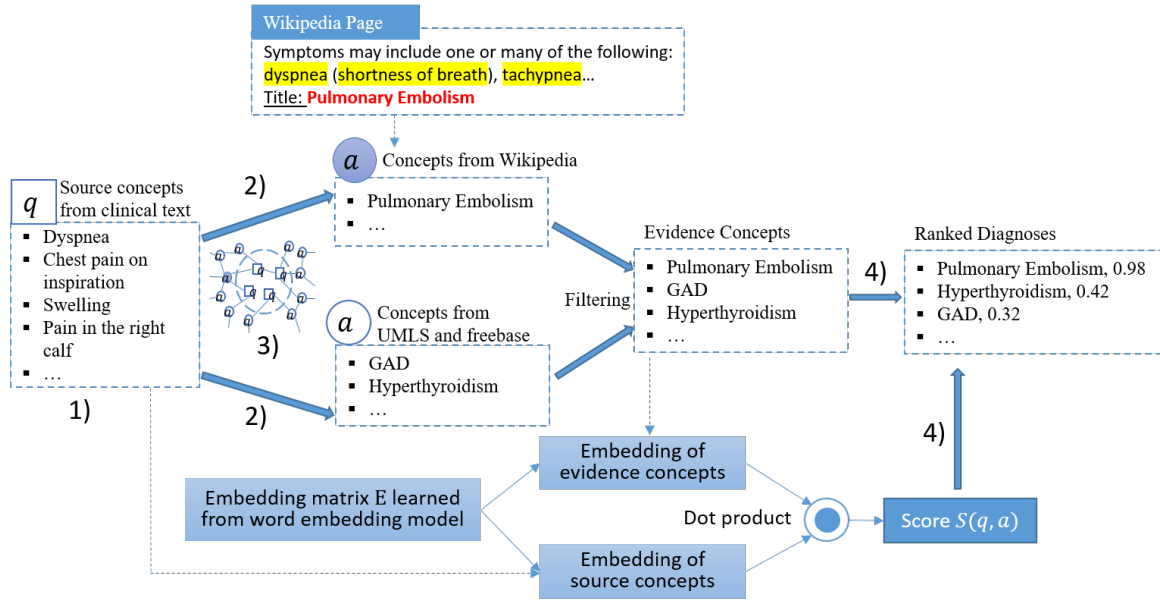 Wikipedia Page
Symptoms may include one or many of the following:
dyspnea (shortness of breath), tachypnea…
Title: Pulmonary Embolism
a
Concepts from Wikipedia
▪ Pulmonary Embolism
▪ …
q
Source concepts
from clinical text
▪ Dyspnea
▪ Chest pain on
inspiration
▪ Swelling
▪ Pain in the right
calf
▪ …
1)
2)
a a a a
a q q a
a q q a
a a a a
3)
2)
a
Concepts from
UMLS and freebase
▪ GAD
▪ Hyperthyroidism
▪ …
Filtering
Evidence Concepts
▪ Pulmonary Embolism
▪ GAD
▪ Hyperthyroidism
▪ …
4)
Ranked Diagnoses
▪ Pulmonary Embolism, 0.98
▪ Hyperthyroidism, 0.42
▪ GAD, 0.32
▪ …
4)
Embedding matrix E learned
from word embedding model
Embedding of
evidence concepts
Dot product
Embedding of
source concepts
Score S(q, a)